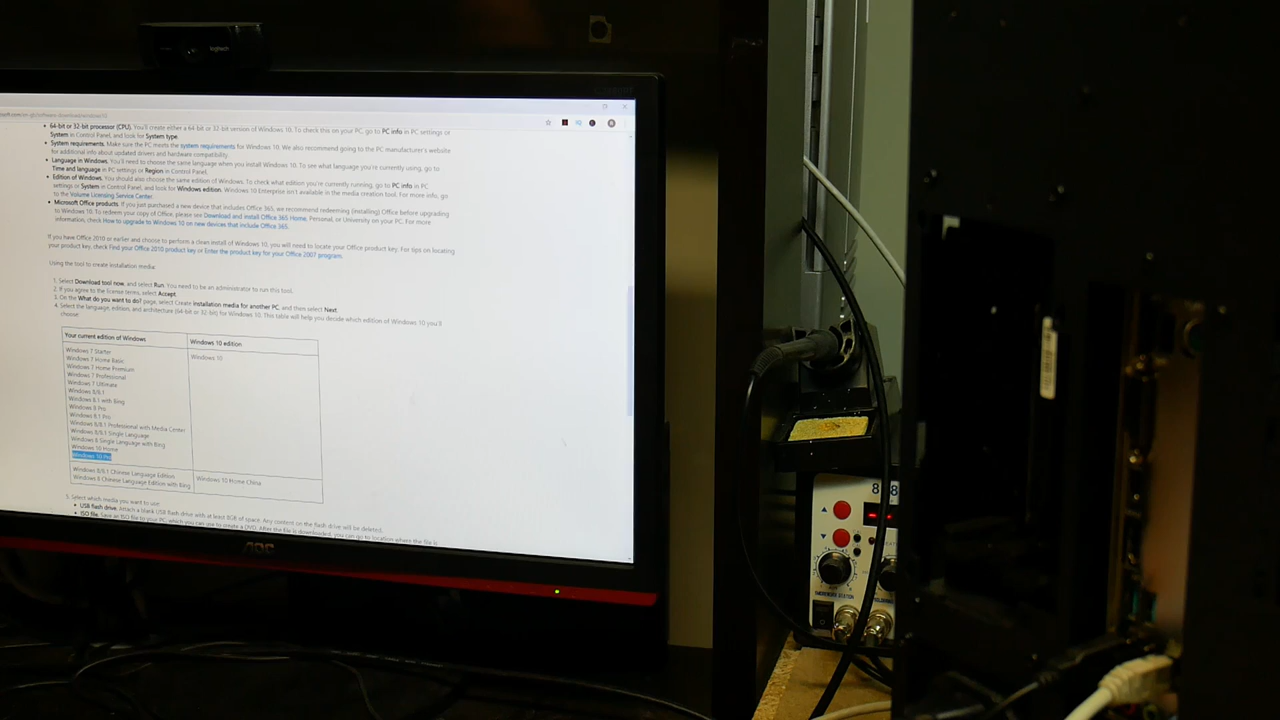 logitech
64-bit or 32-bit processor (CPU). You'll create either a 64-bit or 32-bit version of Windows 10. To check this on your PC, go to PC info in PC settings or
System in Control Panel, and look for System type.
System requirements. Make sure the PC meets the system requirements for Windows 10. We also recommend going to the PC manufacturer's website
for additional info about updated drivers and hardware compatibility.
Language in Windows. You'll need to choose the same language when you install Windows 10. To see what language you're currently using, go to
Time and language in PC settings or Region in Control Panel.
Edition of Windows. You should also choose the same edition of Windows. To check what edition you're currently running, go to PC info in PC
settings or System in Control Panel, and look for Windows edition. Windows 10 Enterprise isn't available in the media creation tool. For more info, go
to the Volume Licensing Service Center.
Microsoft Office products. If you just purchased a new device that includes Office 365, we recommend redeeming (installing) Office before upgrading
to Windows 10. To redeem your copy of Office, please see Download and install Office 365 Home, Personal, or University on your PC. For more
information, check How to upgrade to Windows 10 on new devices that include Office 365.
If you have Office 2010 or earlier and choose to perform a clean install of Windows 10, you will need to locate your Office product key. For tips on locating
your product key, check Find your Office 2010 product key or Enter the product key for your Office 2007 program.
Using the tool to create installation media:
1. Select Download tool now, and select Run. You need to be an administrator to run this tool.
2. If you agree to the license terms, select Accept.
3. On the What do you want to do? page, select Create installation media for another PC, and then select Next.
4. Select the language, edition, and architecture (64-bit or 32-bit) for Windows 10. This table will help you decide which edition of Windows 10 you'll
choose:
Your current edition of Windows
Windows 10 edition
Windows 7 Starter
Windows 7 Home Basic
Windows 7 Home Premium
Windows 7 Professional
Windows 7 Ultimate
Windows 8/8.1
Windows 8.1 with Bing
Windows 8 Pro
Windows 8.1 Pro
Windows 8/8.1 Professional with Media Center
Windows 8/8.1 Single Language
Windows 8 Single Language with Bing
Windows 10 Home
Windows 10 Pro
Windows 10
Windows 8/8.1 Chinese Language Edition
Windows 8 Chinese Language Edition with Bing
Windows 10 Home China
5. Select which media you want to use:
USB flash drive. Attach a blank USB flash drive with at least 8GB of space. Any content on the flash drive will be deleted.
ISO file. Save an ISO file to your PC, which you can use to create a DVD. After the file is downloaded, you can go to location where the file is
AOC
8
8
STATION